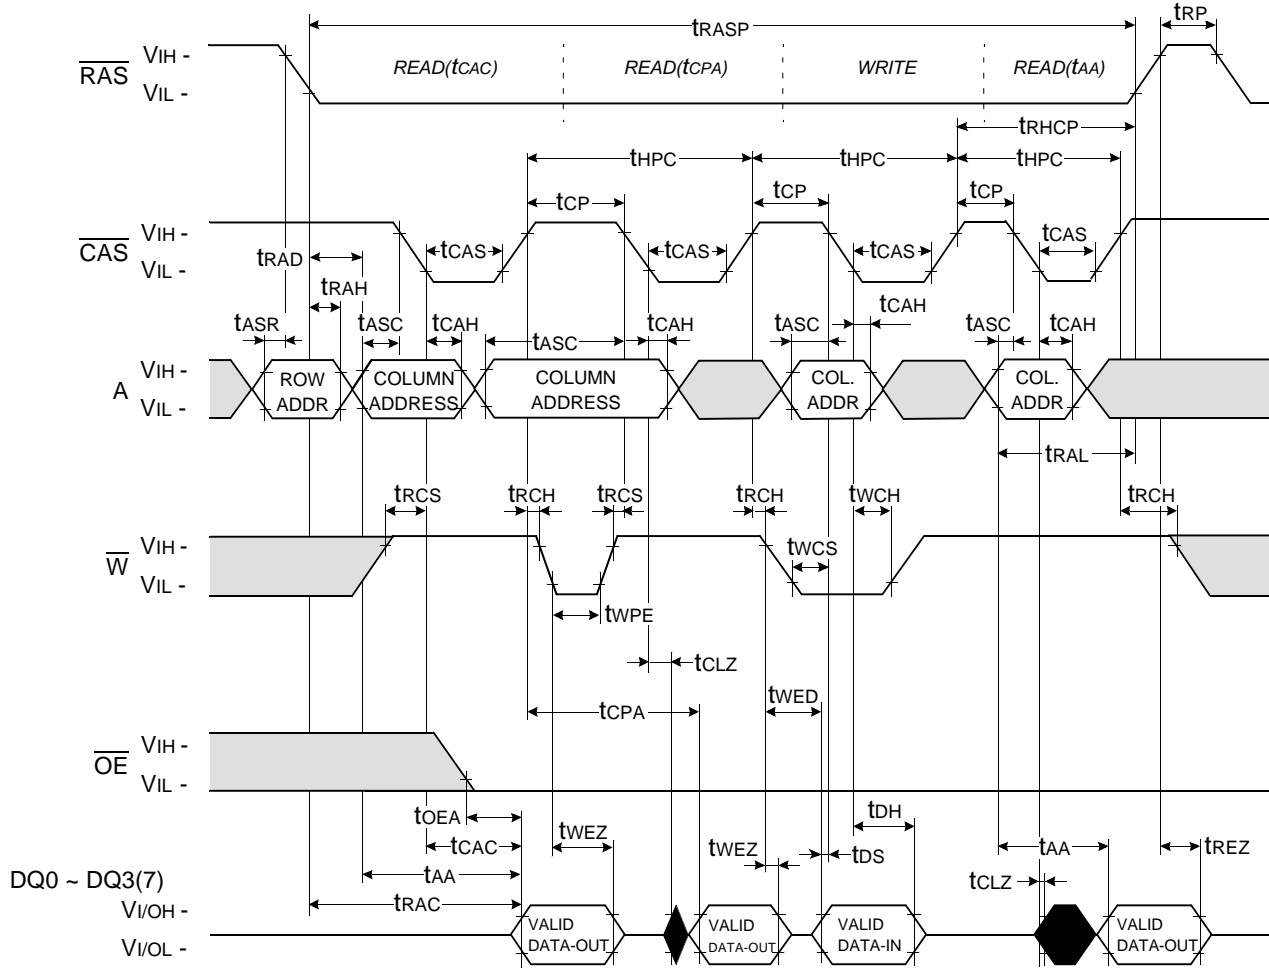 tRASP tRP
VIH -
RAS READ(tCAC) READ(tCPA) WRITE READ(tAA)
VIL -
tRHCP
tHPC tHPC tHPC
tCP tCP tCP
VIH -
CAS tCAS tCAS tCAS tCAS
VIL -
tRAD
tRAH
tCAH
tASR tASC tCAH tASC tCAH tASC tASC tCAH
VIH -
A ROW COLUMN COLUMN COL. COL.
VIL - ADDR ADDRESS ADDRESS ADDR ADDR
tRAL
tRCS tRCH tRCS tRCH tWCH tRCH
VIH -
W tWCS
VIL -
tWPE
tCLZ
tWED
tCPA
VIH -
OE
VIL -
tOEA tDH
tWEZ
tCAC tWEZ tDS tAA tREZ
tAA tCLZ
DQ0 ~ DQ3(7)
tRAC
VI/OH -
VALID VALID VALID VALID
VI/OL - DATA-OUT DATA-OUT DATA-IN DATA-OUT